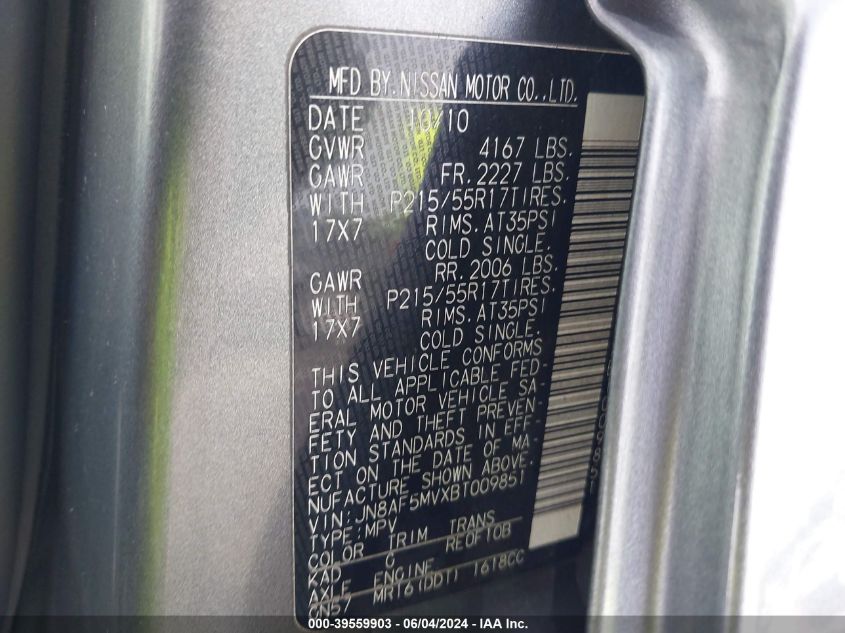 MFD BY.NISSAN MOTOR CO.,LTD.
DATE 10/10
GVWR 4167 LBS.
GAWR FR.2227 LBS.
WITH P215/55R17TIRES.
17X7 RIMS.AT35PSI
COLD SINGLE.
GAWR RR.2006 LBS.
WITH P215/55R17TIRES.
17X7 RIMS.AT35PSI
COLD SINGLE.
THIS VEHICLE CONFORMS
TO ALL APPLICABLE FED-
ERAL MOTOR VEHICLE SA-
FETY AND THEFT PREVEN-
TION STANDARDS IN EFF-
ECT ON THE DATE OF MA-
NUFACTURE SHOWN ABOVE.
VIN:JN8AF5MVXBT009851
TYPE:MPV
COLOR TRIM TRANS
KAD G RE0F10B
AXLE ENGINE
GN57 MR16(DDT) 1618CC
009851
000-39559903 - 06/04/2024 - IAA Inc.